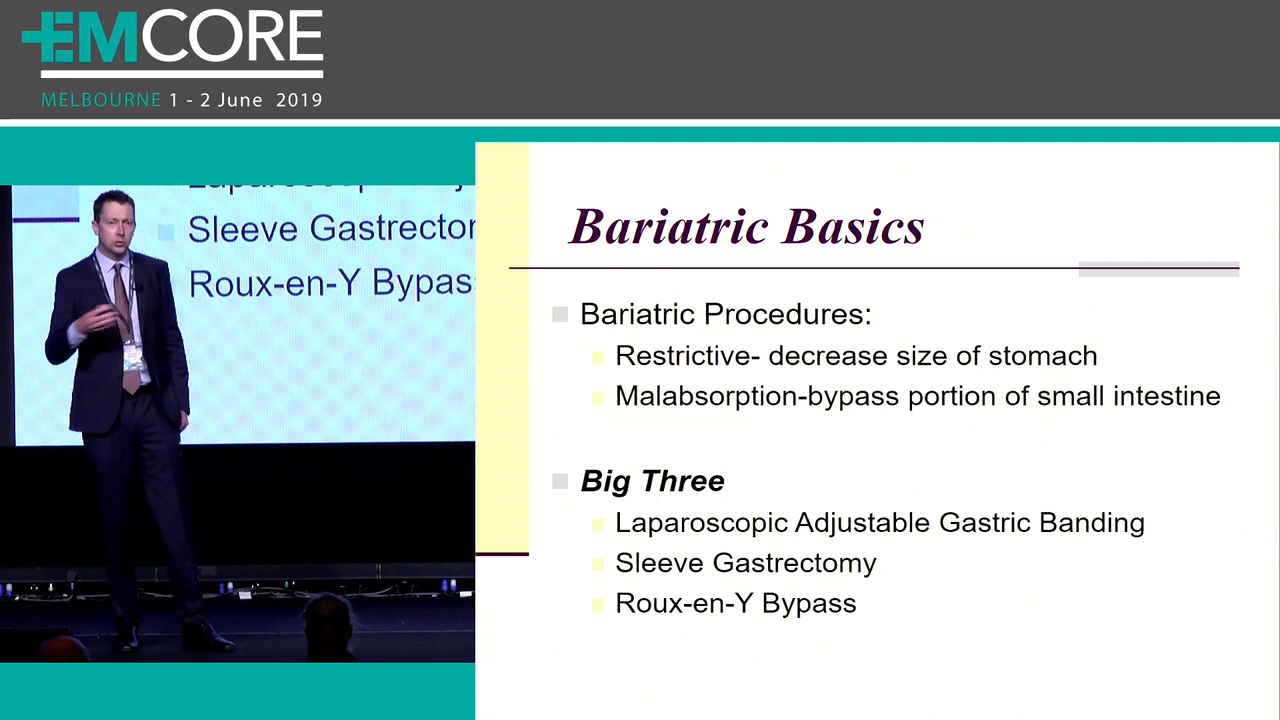 EMCORE
MELBOURNE 1 - 2 June 2019
Sleeve Gastrector
Roux-en-Y Bypass
Bariatric Basics
Bariatric Procedures:
Restrictive- decrease size of stomach
Malabsorption-bypass portion of small intestine
Big Three
Laparoscopic Adjustable Gastric Banding
Sleeve Gastrectomy
Roux-en-Y Bypass